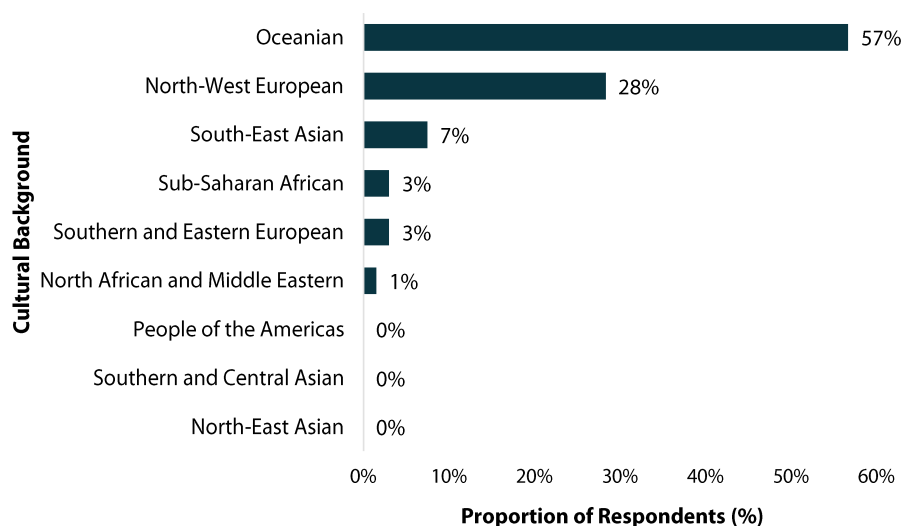 Cultural Background
Oceanian 57%
North-West European 28%
South-East Asian 7%
Sub-Saharan African 3%
Southern and Eastern European 3%
North African and Middle Eastern 1%
People of the Americas 0%
Southern and Central Asian 0%
North-East Asian 0%
0% 10% 20% 30% 40% 50% 60%
Proportion of Respondents (%)